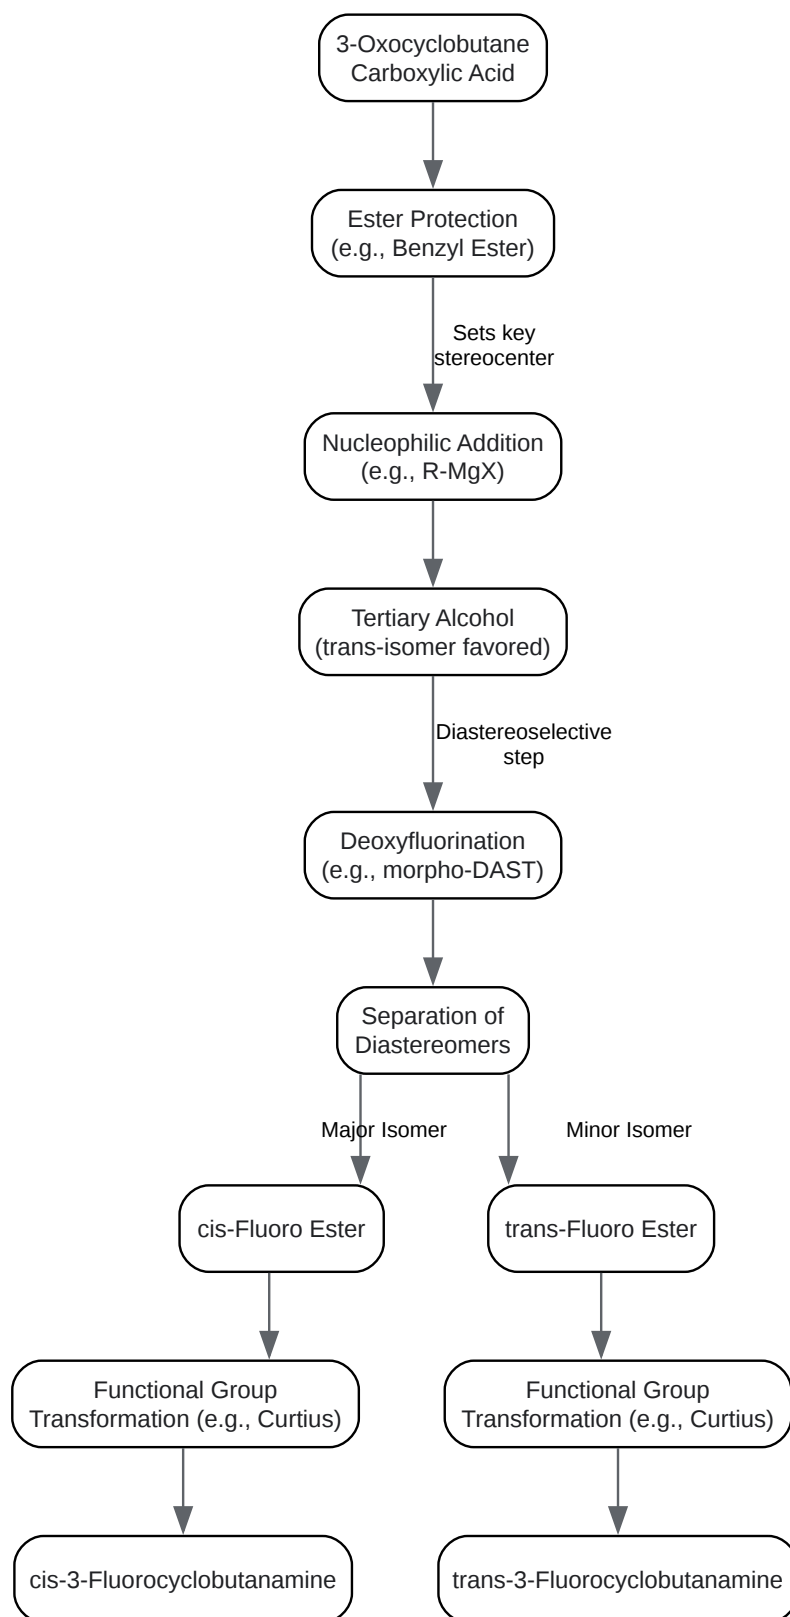 3-Oxocyclobutane
Carboxylic Acid
Ester Protection
(e.g., Benzyl Ester)
Sets key
stereocenter
Nucleophilic Addition
(e.g., R-MgX)
Tertiary Alcohol
(trans-isomer favored)
Diastereoselective
step
Deoxyfluorination
(e.g., morpho-DAST)
Separation of
Diastereomers
Major Isomer
Minor Isomer
cis-Fluoro Ester
trans-Fluoro Ester
Functional Group
Transformation (e.g., Curtius)
Functional Group
Transformation (e.g., Curtius)
cis-3-Fluorocyclobutanamine
trans-3-Fluorocyclobutanamine